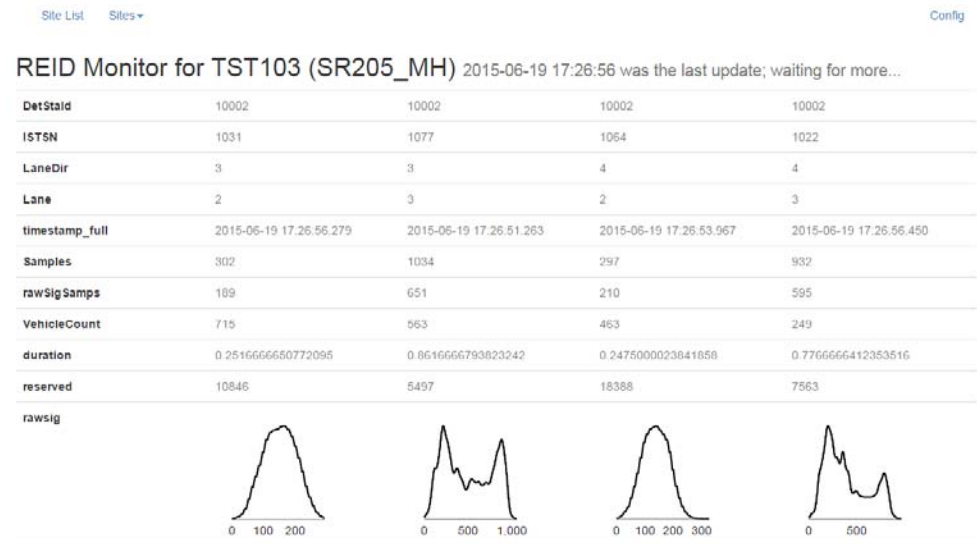 Site List Sites Config
REID Monitor for TST103 (SR205_MH) 2015-06-19 17:26:56 was the last update; waiting for more...
DetStaId 10002 10002 10002 10002
ISTSN 1031 1077 1064 1022
LaneDir 3 3 4 4
Lane 2 3 2 3
timestamp_full 2015-06-19 17:26:56.279 2015-06-19 17:26:51.263 2015-06-19 17:26:53.967 2015-06-19 17:26:56.450
Samples 302 1034 297 932
rawSigSamps 189 651 210 595
VehicleCount 715 563 463 249
duration 0.2516666650772095 0.8616666793823242 0.2475000023841858 0.7766666412353516
reserved 10846 5497 18388 7563
rawsig
0 100 200 0 500 1,000 0 100 200 300 0 500